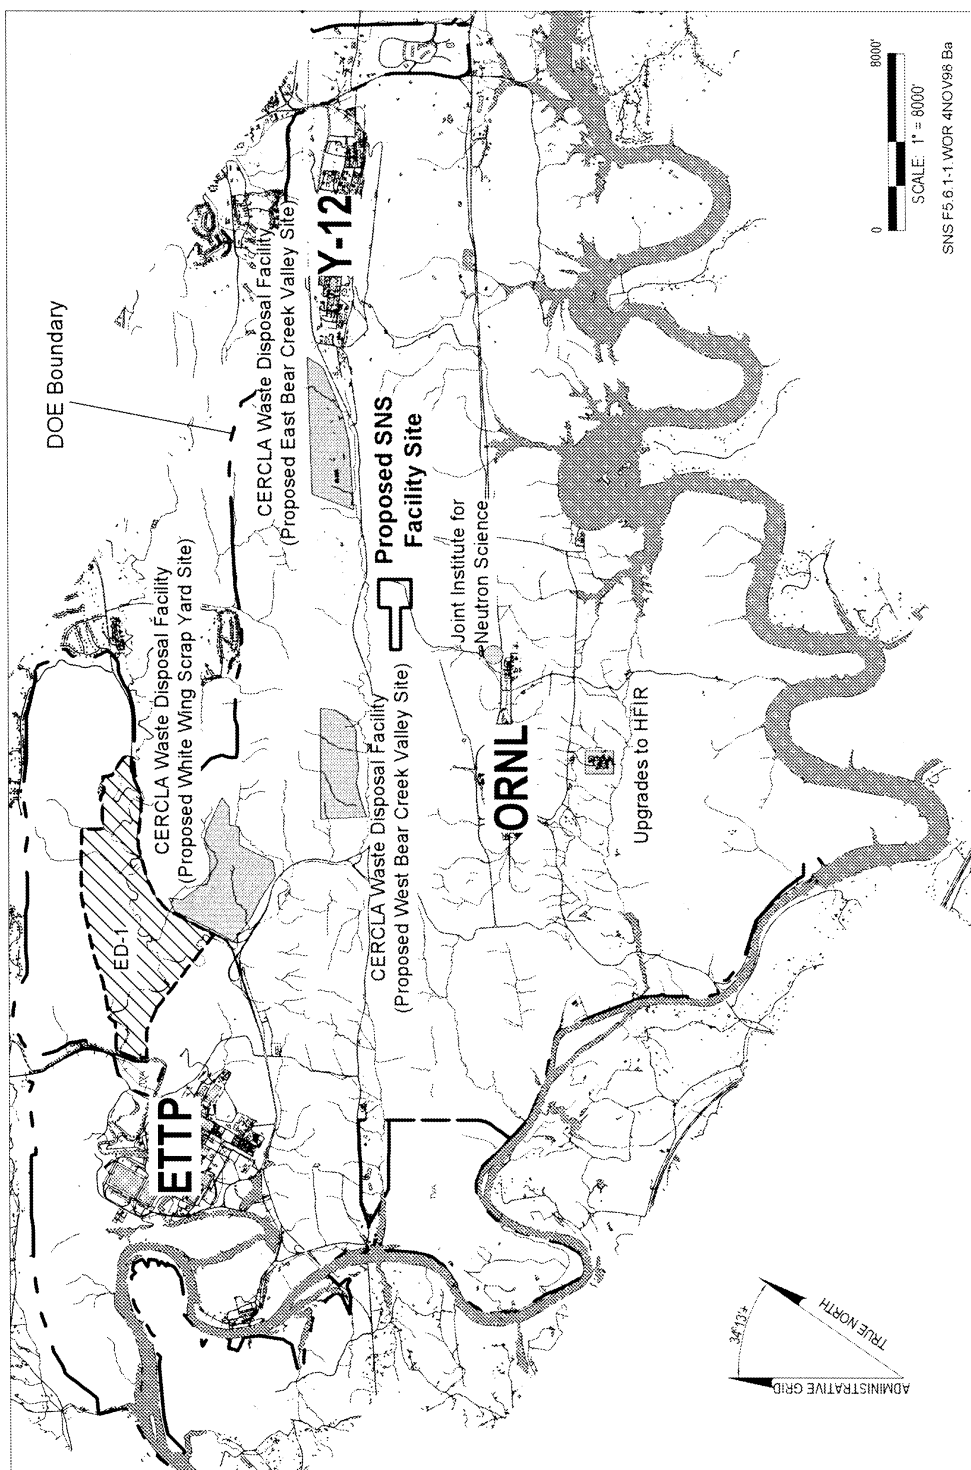 DOE Boundary
CERCLA Waste Disposal Facility
(Proposed East Bear Creek Valley Site)
Y-12
CERCLA Waste Disposal Facility
(Proposed White Wing Scrap Yard Site)
Proposed SNS
Facility Site
ED-1
CERCLA Waste Disposal Facility
(Proposed West Bear Creek Valley Site)
Joint Institute for
Neutron Science
ORNL
Upgrades to HFIR
ETTP
0
8000'
SCALE: 1" = 8000'
SNS F5.6.1-1.WOR 4NOV98 Ba
ADMINISTRATIVE GRID
TRUE NORTH